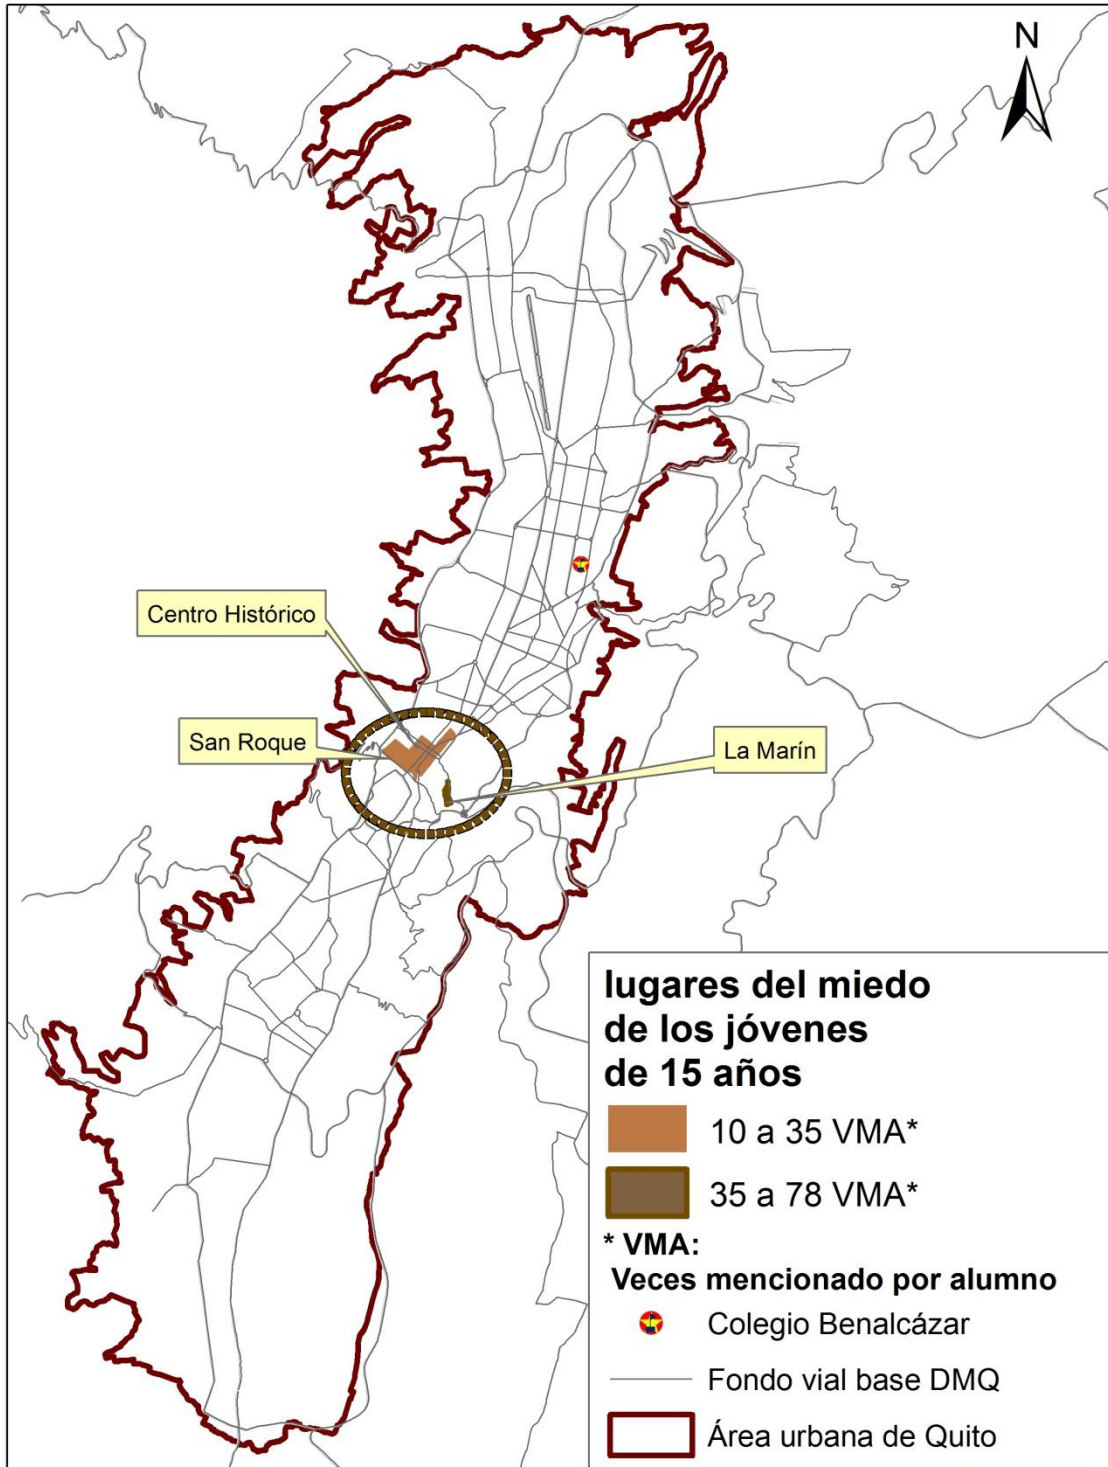 N
Centro Histórico
San Roque
La Marín
lugares del miedo
de los jóvenes
de 15 años
10 a 35 VMA*
35 a 78 VMA*
* VMA:
Veces mencionado por alumno
Colegio Benalcázar
Fondo vial base DMQ
Área urbana de Quito